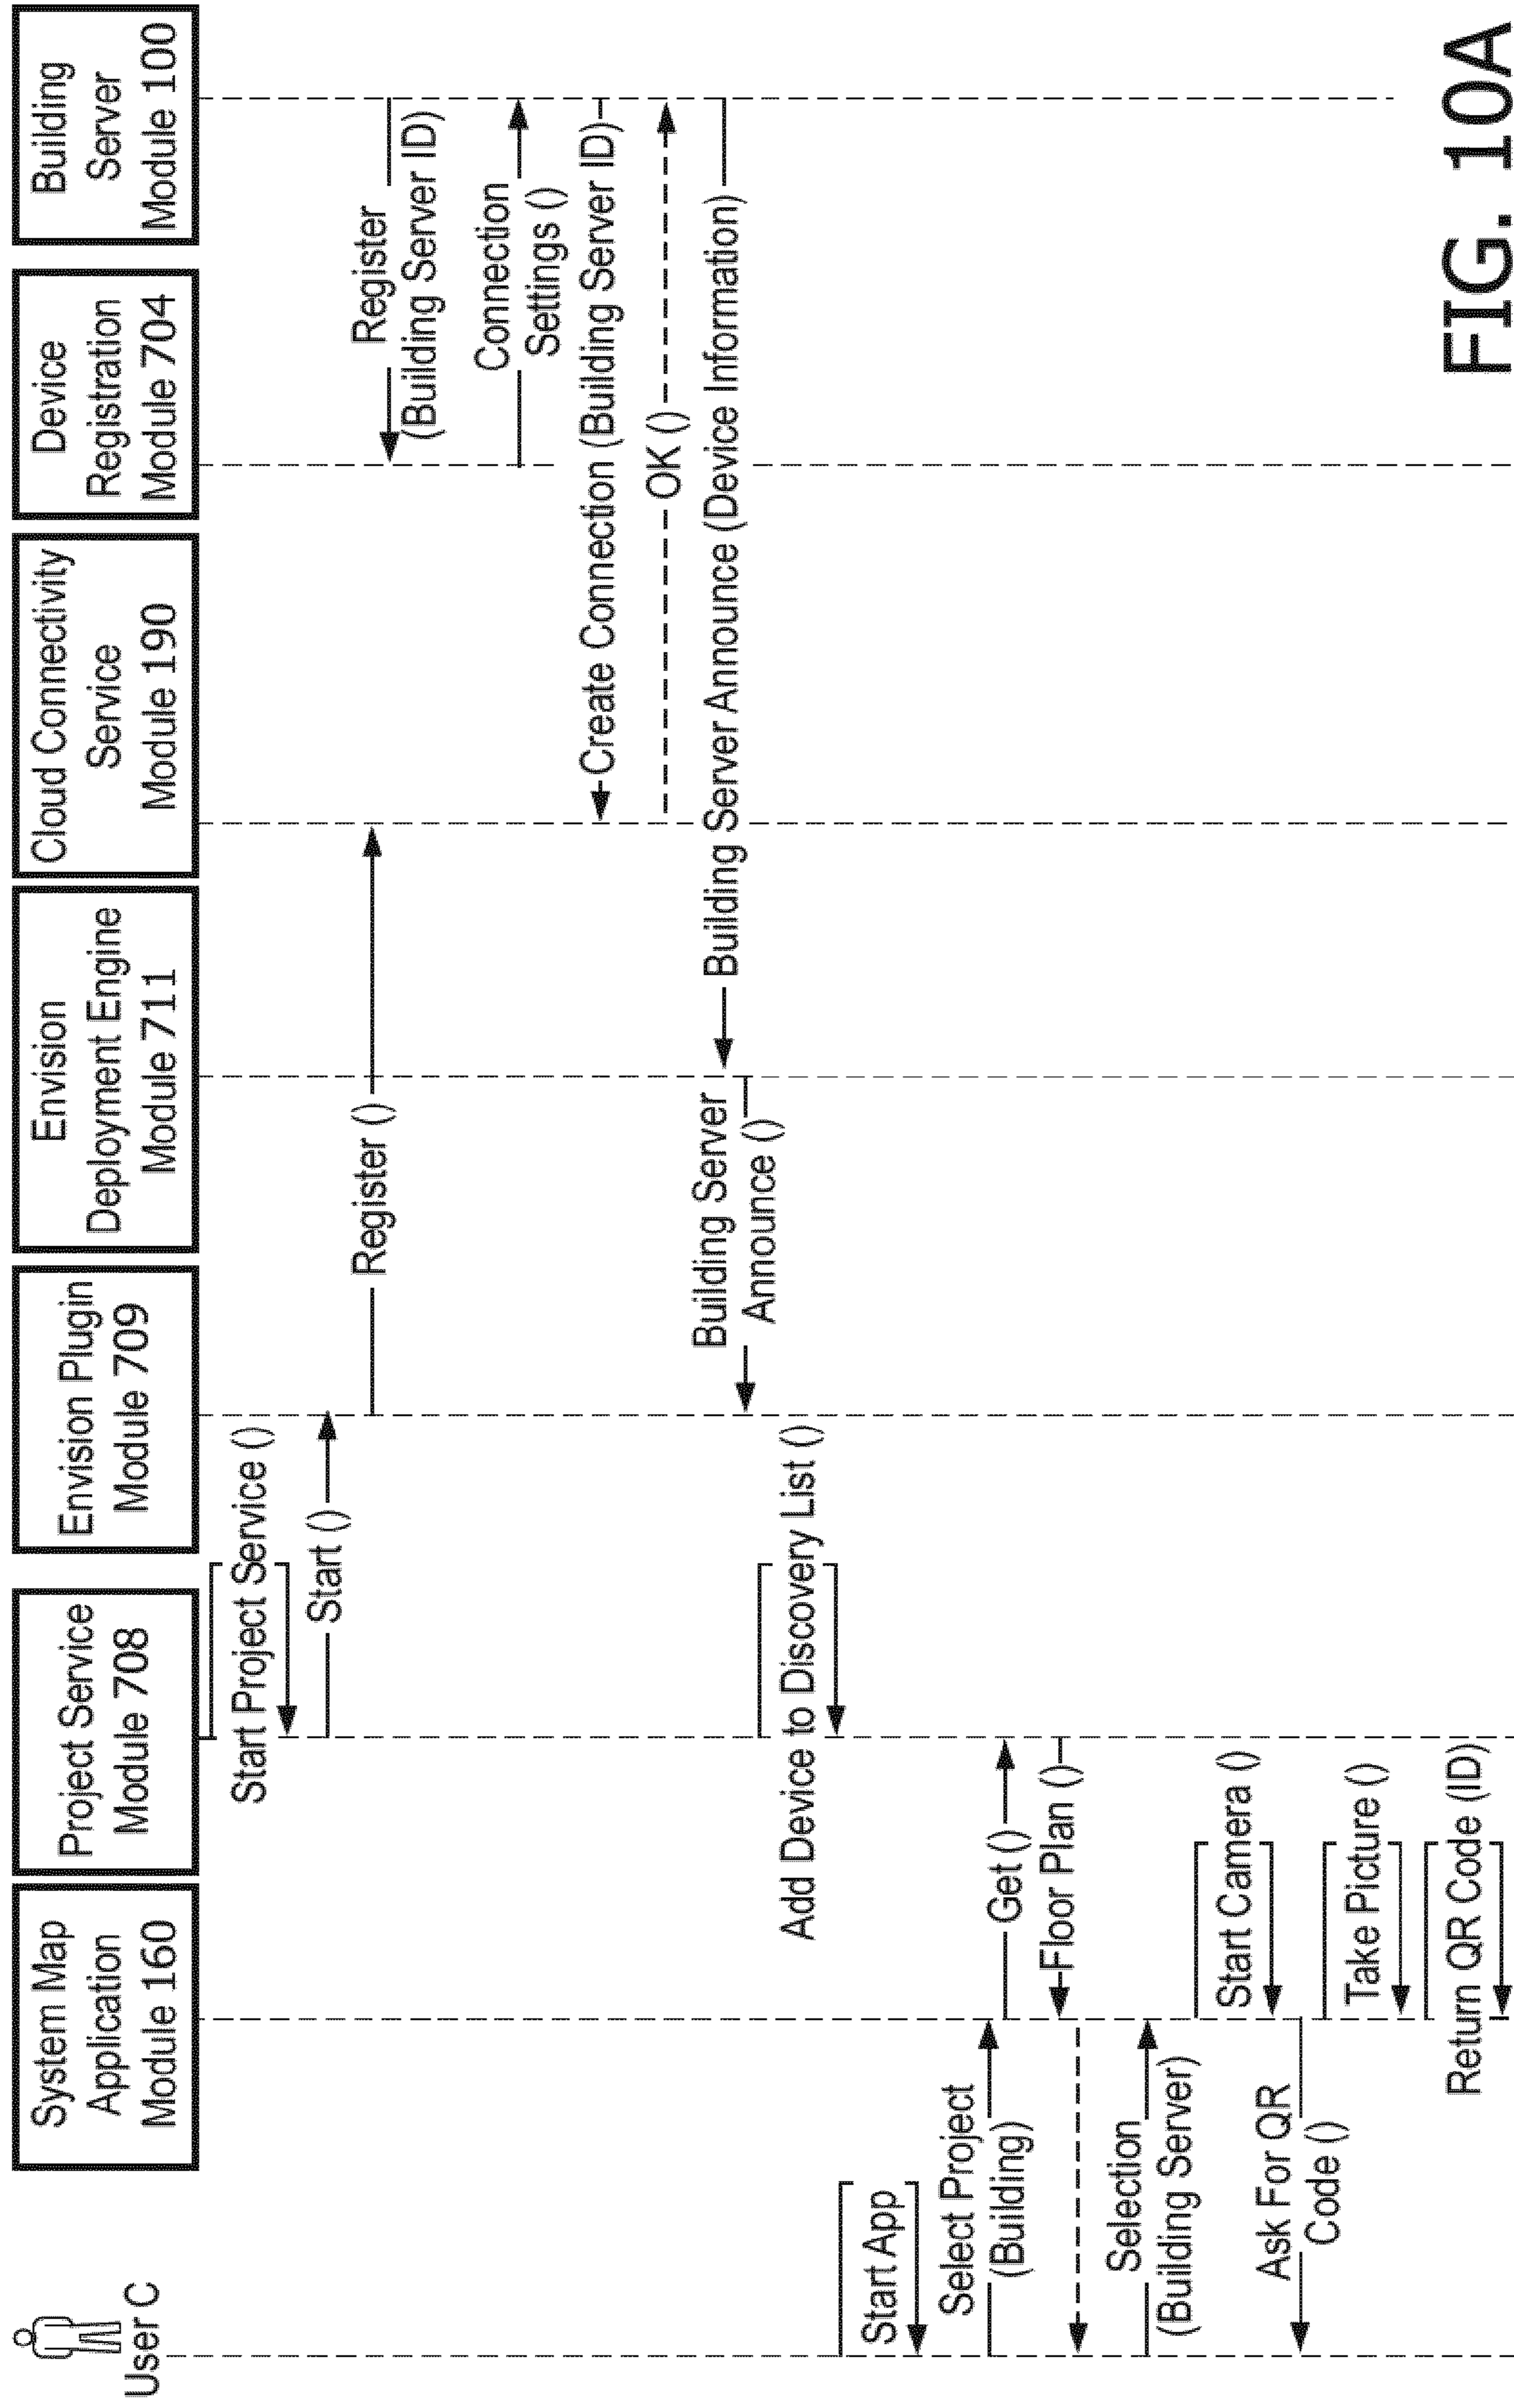 User C
System Map
Application
Module 160
Project Service
Module 708
Envision Plugin
Module 709
Envision
Deployment Engine
Module 711
Cloud Connectivity
Service
Module 190
Device
Registration
Module 704
Building
Server
Module 100
Start Project Service ()
Start ()
Register ()
Register
(Building Server ID)
Connection
Settings ()
Create Connection (Building Server ID)
OK ()
Building Server Announce (Device Information)
Building Server
Announce ()
Add Device to Discovery List ()
Start App
Select Project
(Building)
Get ()
Floor Plan ()
Selection
(Building Server)
Start Camera ()
Ask For QR
Code ()
Take Picture ()
Return QR Code (ID)
FIG. 10A